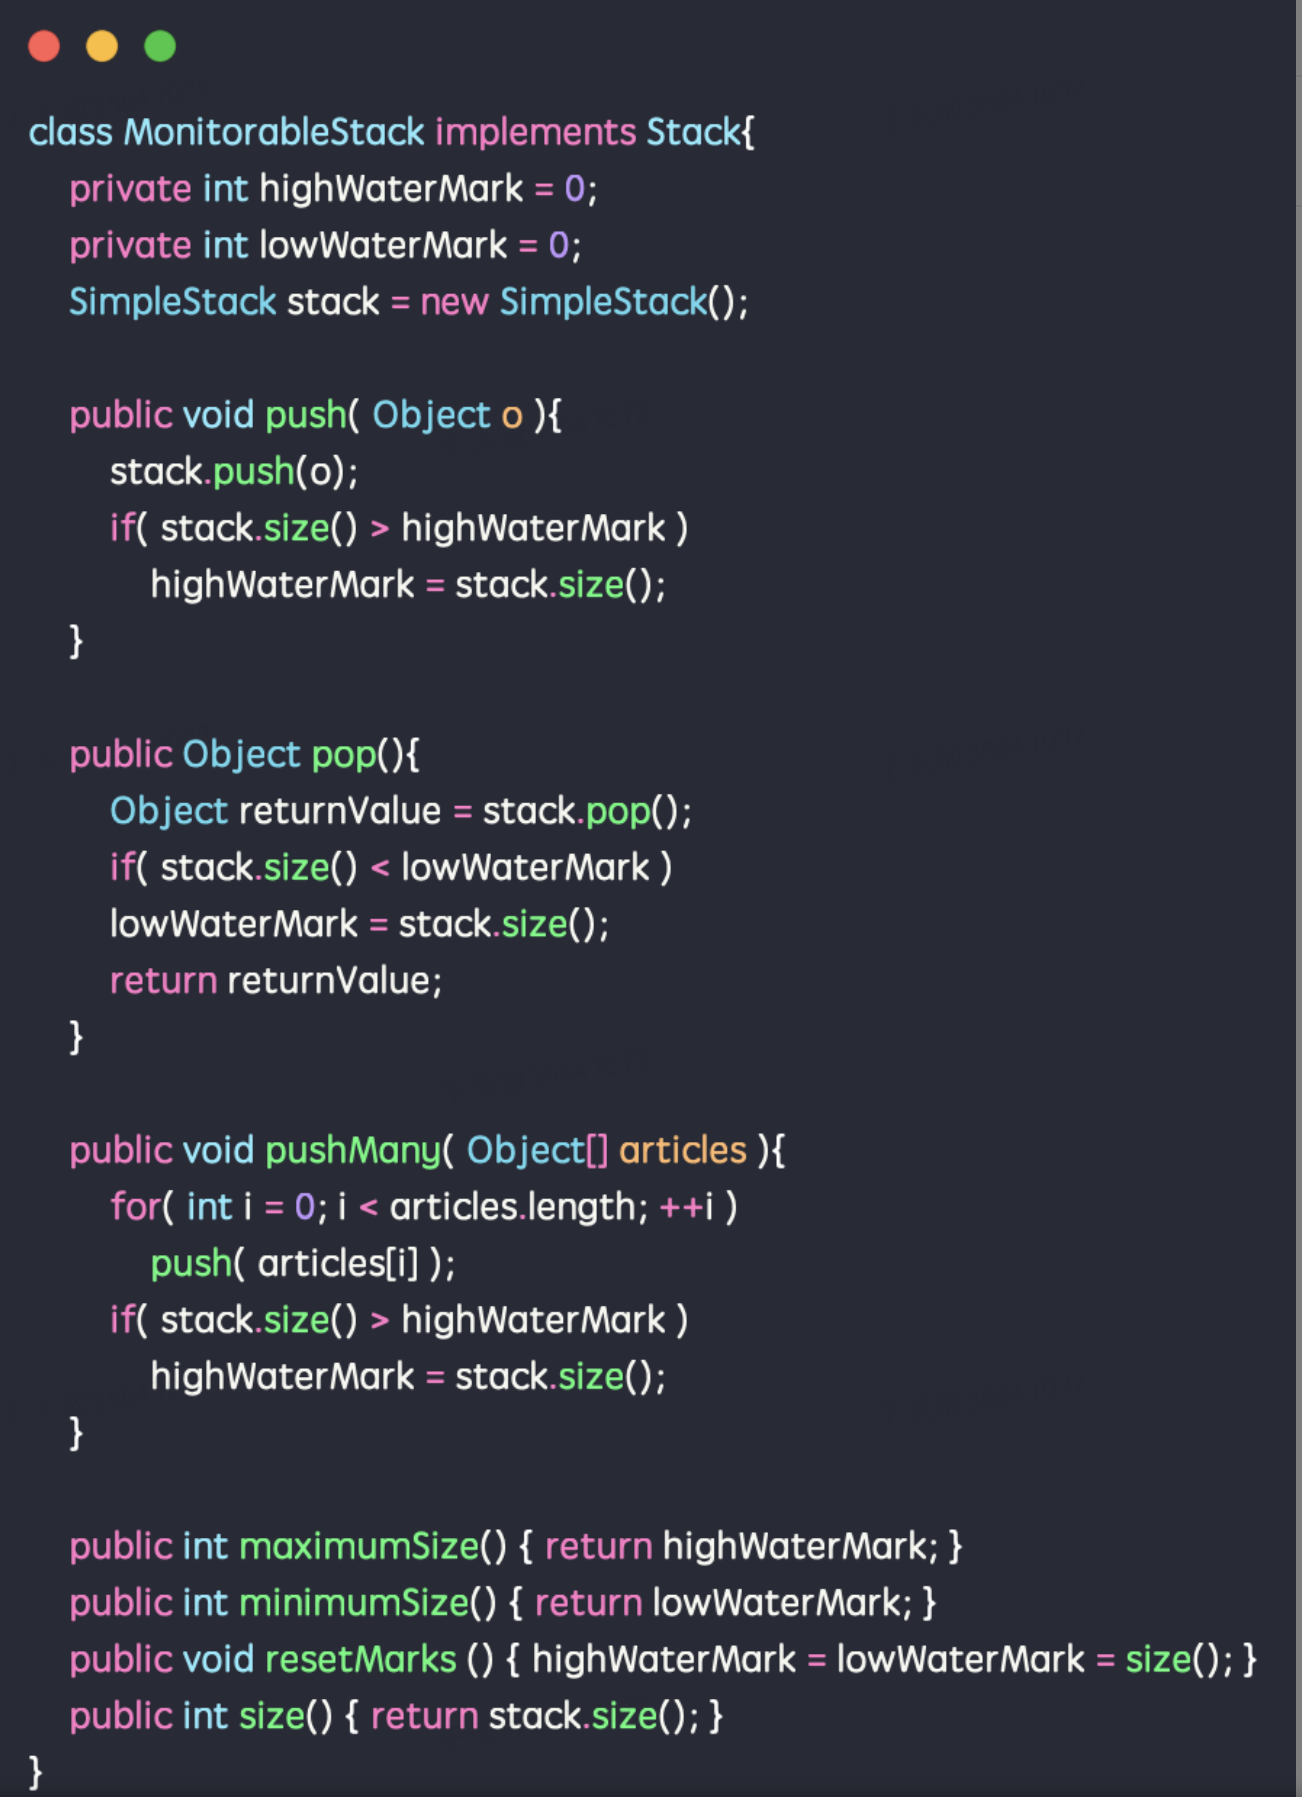 class MonitorableStack implements Stack{
private int highWaterMark = 0;
private int lowWaterMark = 0;
SimpleStack stack = new SimpleStack();
public void push( Object o ){
stack.push(o);
if( stack.size() > highWaterMark )
highWaterMark = stack.size();
}
public Object pop(){
Object returnValue = stack.pop();
if( stack.size() < lowWaterMark )
lowWaterMark = stack.size();
return returnValue;
}
public void pushMany( Object[] articles ){
for( int i = 0; i < articles.length; ++i )
push( articles[i] );
if( stack.size() > highWaterMark )
highWaterMark = stack.size();
}
public int maximumSize() { return highWaterMark; }
public int minimumSize() { return lowWaterMark; }
public void resetMarks () { highWaterMark = lowWaterMark = size(); }
public int size() { return stack.size(); }
}